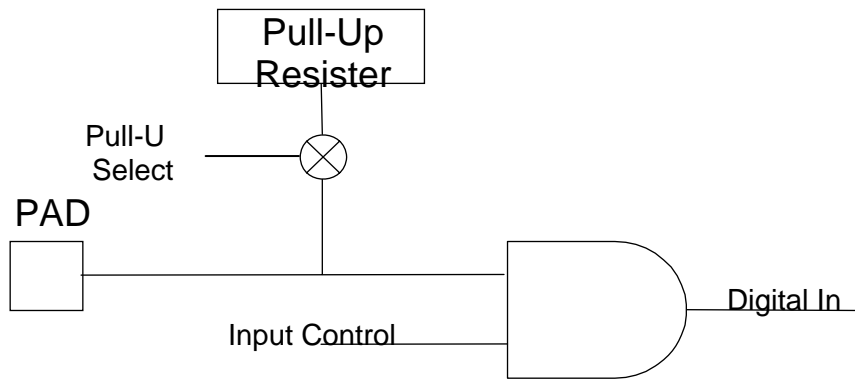 Pull-Up
Resister
Pull-U
Select
PAD
Digital In
Input Control